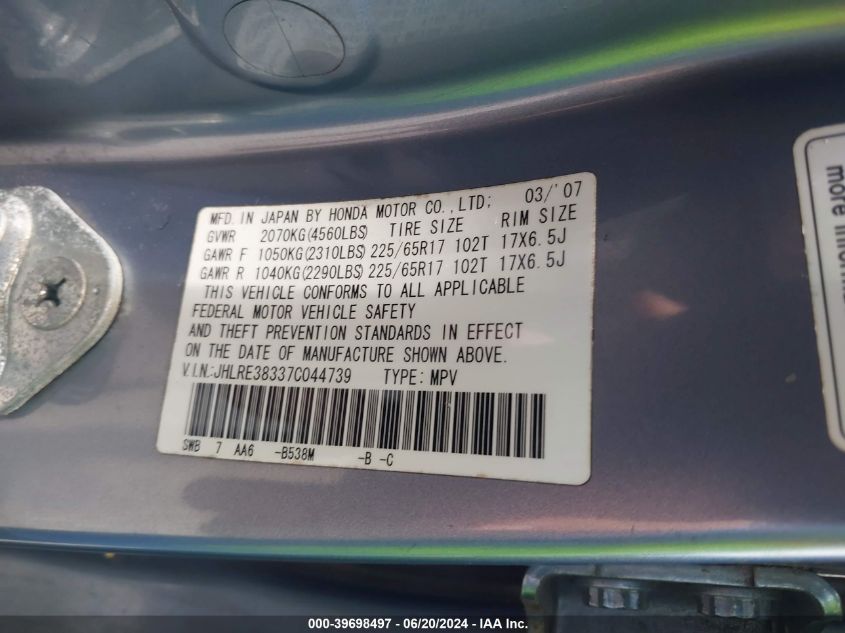 MFD. IN JAPAN BY HONDA MOTOR CO.,LTD; 03/'07
GVWR 2070KG(4560LBS) TIRE SIZE RIM SIZE
GAWR F 1050KG(2310LBS) 225/65R17 102T 17X6.5J
GAWR R 1040KG(2290LBS) 225/65R17 102T 17X6.5J
THIS VEHICLE CONFORMS TO ALL APPLICABLE
FEDERAL MOTOR VEHICLE SAFETY
AND THEFT PREVENTION STANDARDS IN EFFECT
ON THE DATE OF MANUFACTURE SHOWN ABOVE.
V.I.N.:JHLRE38337C044739 TYPE: MPV
SWB 7 AA6 -B538M -B -C
more
000-39698497 - 06/20/2024 - IAA, Inc.